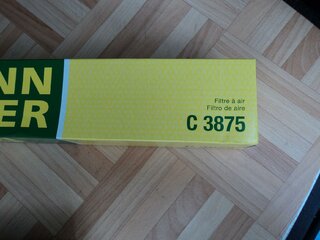 NN
ER
Filtre à air
Filtro de aire
C 3875